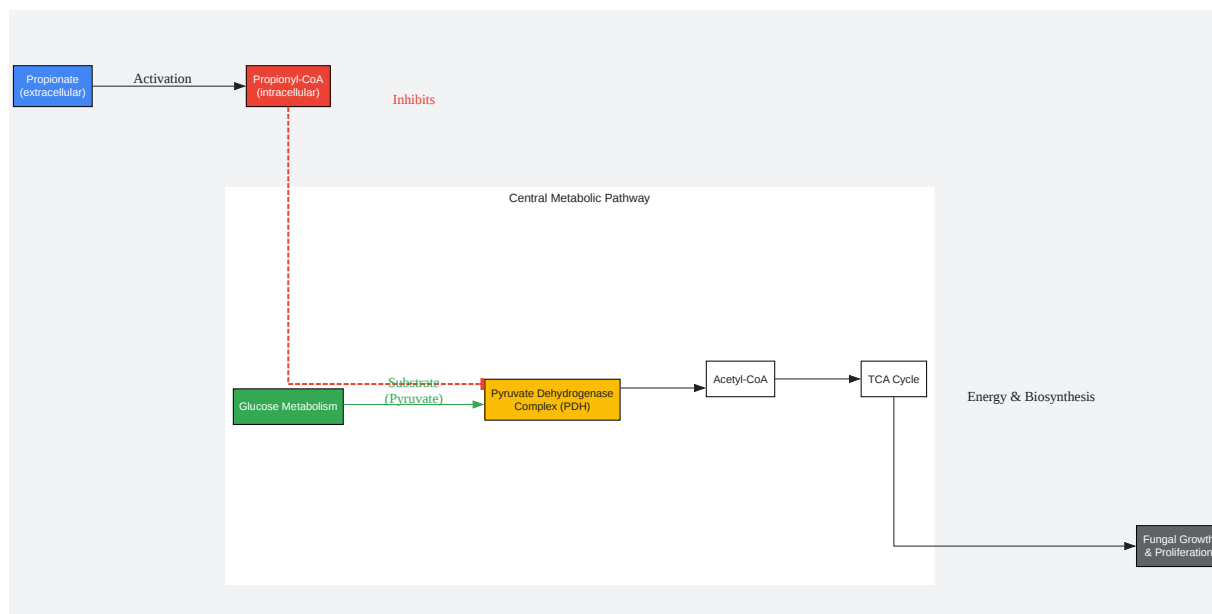 Propionate
(extracellular)
Activation
Propionyl-CoA
(intracellular)
Inhibits
Central Metabolic Pathway
Glucose Metabolism
Substrate
(Pyruvate)
Pyruvate Dehydrogenase
Complex (PDH)
Acetyl-CoA
TCA Cycle
Energy & Biosynthesis
Fungal Growth
& Proliferation